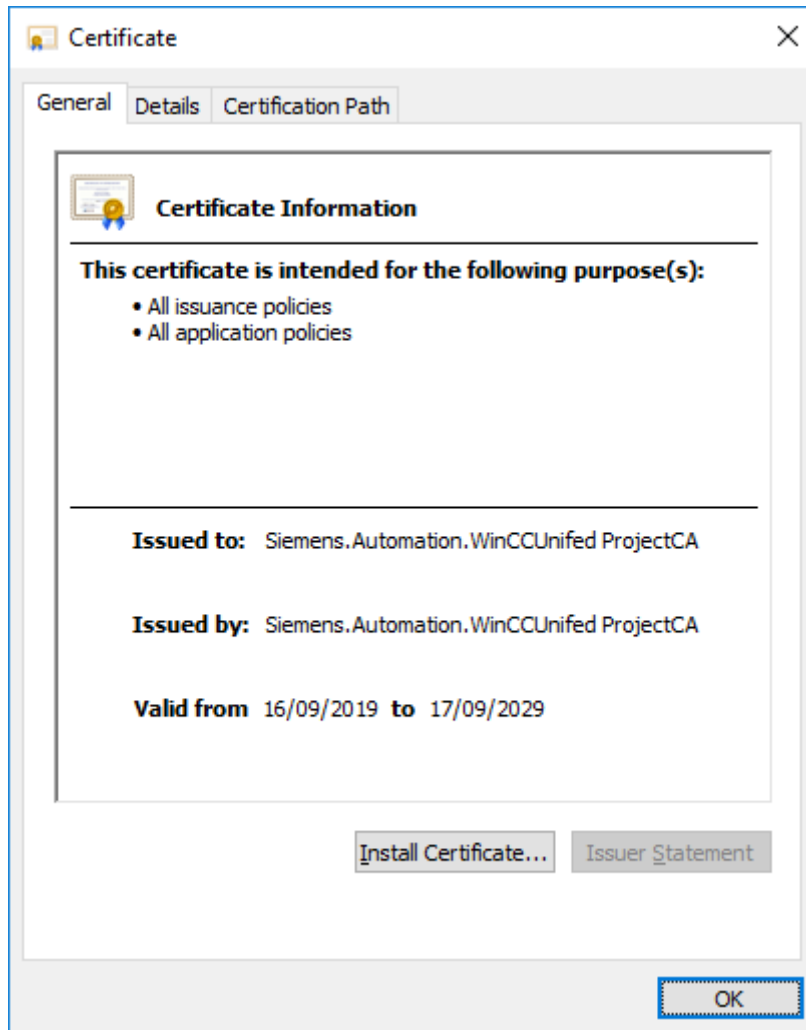 Certificate
General Details Certification Path
Certificate Information
This certificate is intended for the following purpose(s):
• All issuance policies
• All application policies
Issued to: Siemens.Automation.WinCCUnifed ProjectCA
Issued by: Siemens.Automation.WinCCUnifed ProjectCA
Valid from 16/09/2019 to 17/09/2029
Install Certificate... Issuer Statement
OK